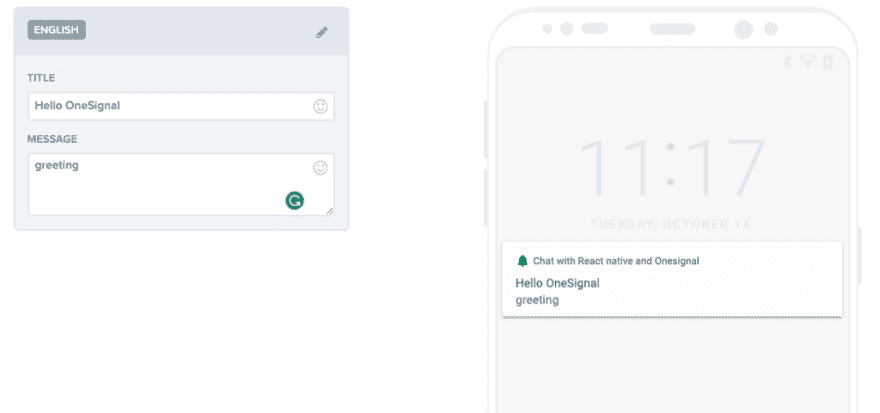 ENGLISH
TITLE
Hello OneSignal
MESSAGE
greeting
11:17
TUESDAY, OCTOBER 14
Chat with React native and Onesignal
Hello OneSignal
greeting